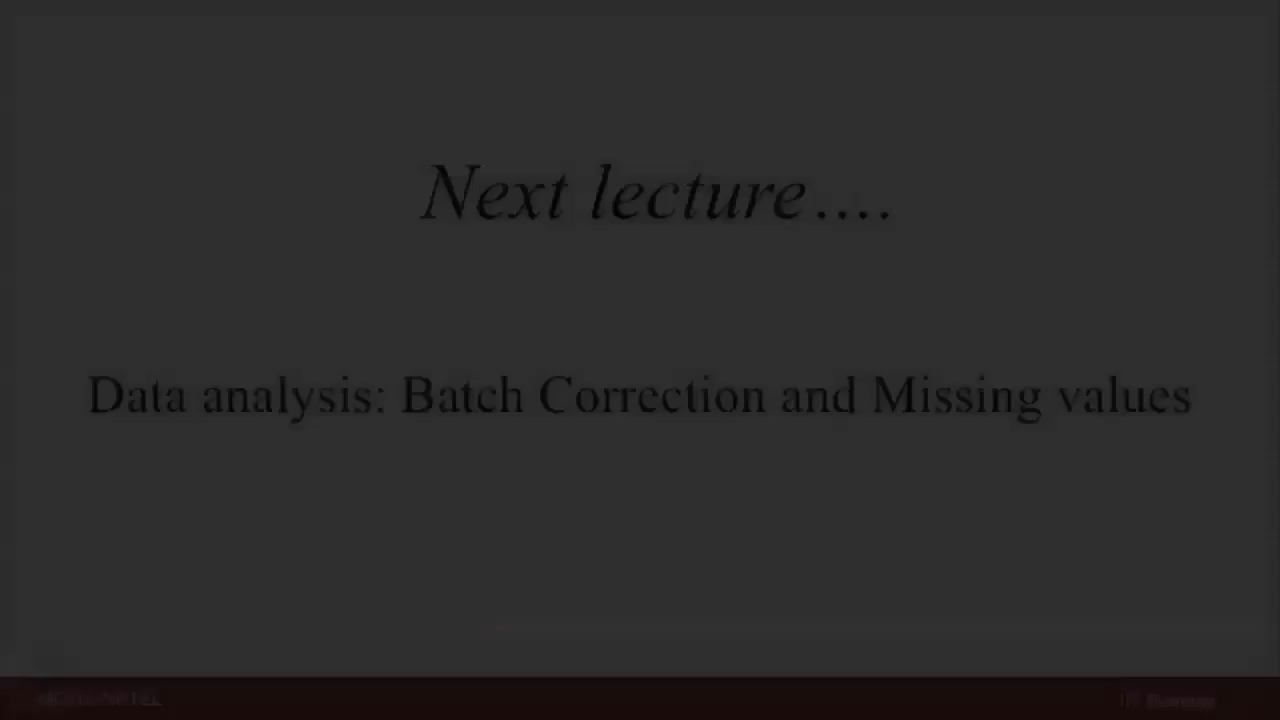 Next lecture....
Data analysis: Batch Correction and Missing values